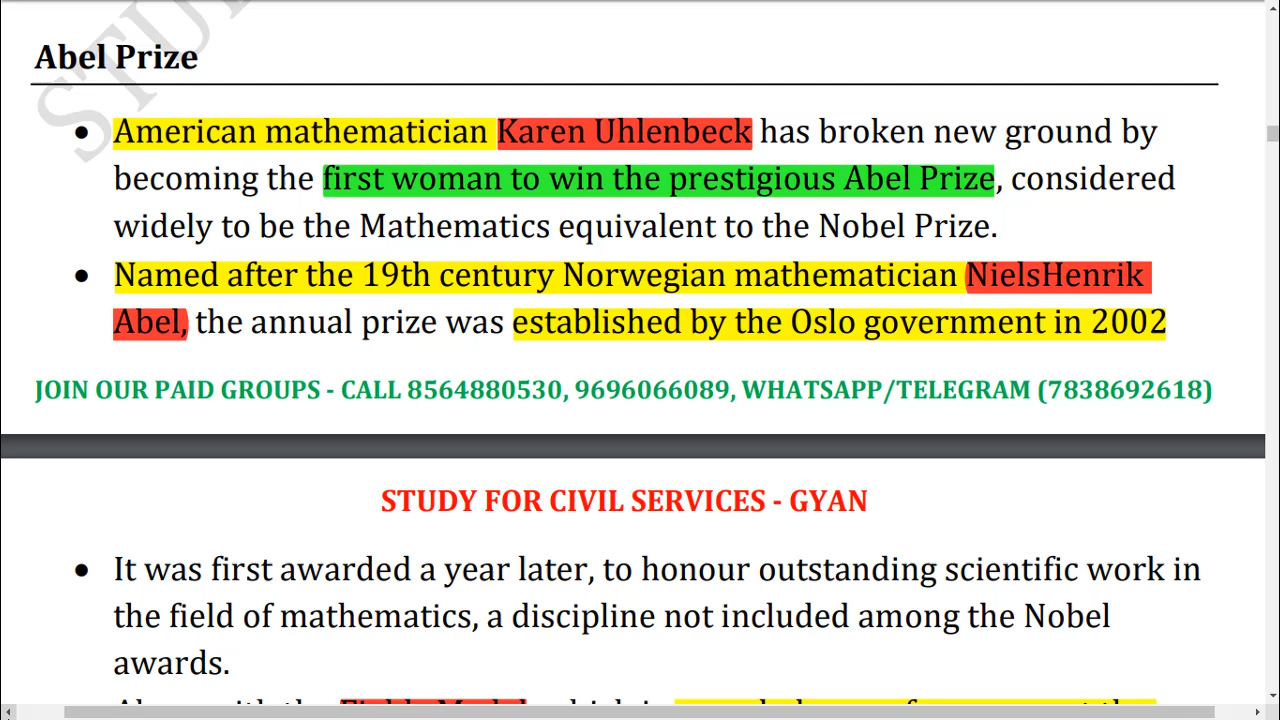 Abel Prize
• American mathematician Karen Uhlenbeck has broken new ground by
becoming the first woman to win the prestigious Abel Prize, considered
widely to be the Mathematics equivalent to the Nobel Prize.
• Named after the 19th century Norwegian mathematician NielsHenrik
Abel, the annual prize was established by the Oslo government in 2002
JOIN OUR PAID GROUPS - CALL 8564880530, 9696066089, WHATSAPP/TELEGRAM (7838692618)
STUDY FOR CIVIL SERVICES - GYAN
• It was first awarded a year later, to honour outstanding scientific work in
the field of mathematics, a discipline not included among the Nobel
awards.